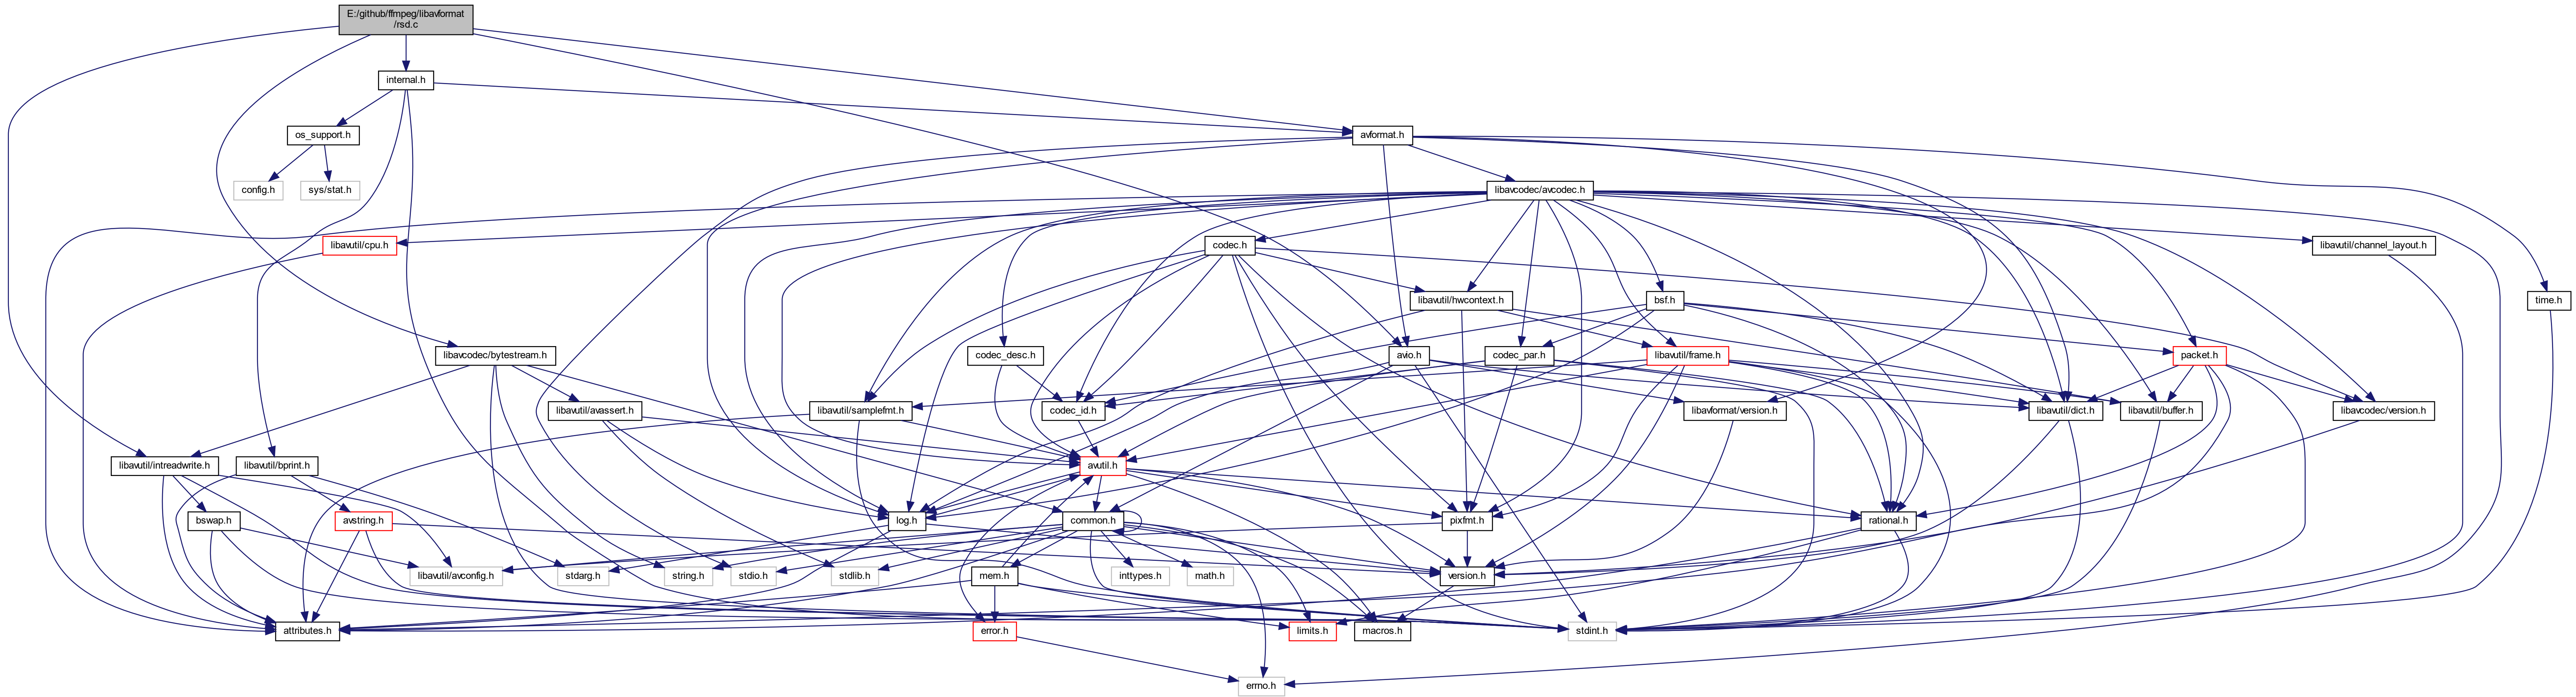 E:/github/ffmpeg/libavformat
/rsd.c
internal.h
os_support.h
avformat.h
config.h
sys/stat.h
libavcodec/avcodec.h
libavutil/cpu.h
codec.h
libavutil/channel_layout.h
libavutil/hwcontext.h
bsf.h
time.h
libavcodec/bytestream.h
codec_desc.h
avio.h
codec_par.h
libavutil/frame.h
packet.h
libavutil/avassert.h
libavutil/samplefmt.h
codec_id.h
libavformat/version.h
libavutil/dict.h
libavutil/buffer.h
libavcodec/version.h
libavutil/intreadwrite.h
libavutil/bprint.h
avutil.h
bswap.h
avstring.h
log.h
common.h
pixfmt.h
rational.h
libavutil/avconfig.h
stdarg.h
string.h
stdio.h
stdlib.h
mem.h
inttypes.h
math.h
version.h
attributes.h
error.h
limits.h
macros.h
stdint.h
errno.h